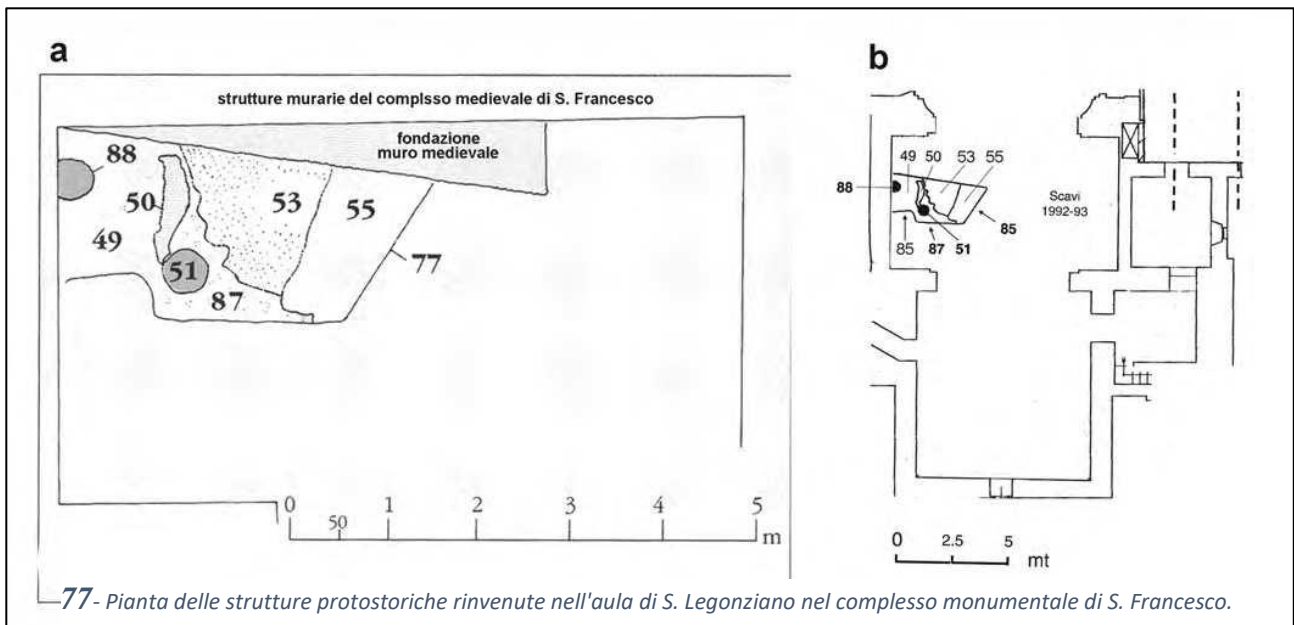 a
strutture murarie del complsso medievale di S. Francesco
fondazione
muro medievale
88
50
53
55
49
77
51
87
0 1 2 3 4 5
50
m
b
49 50 53 55
88
Scavi
1992-93
85
85 87 51
0 2.5 5
mt
77- Pianta delle strutture protostoriche rinvenute nell'aula di S. Legonziano nel complesso monumentale di S. Francesco.